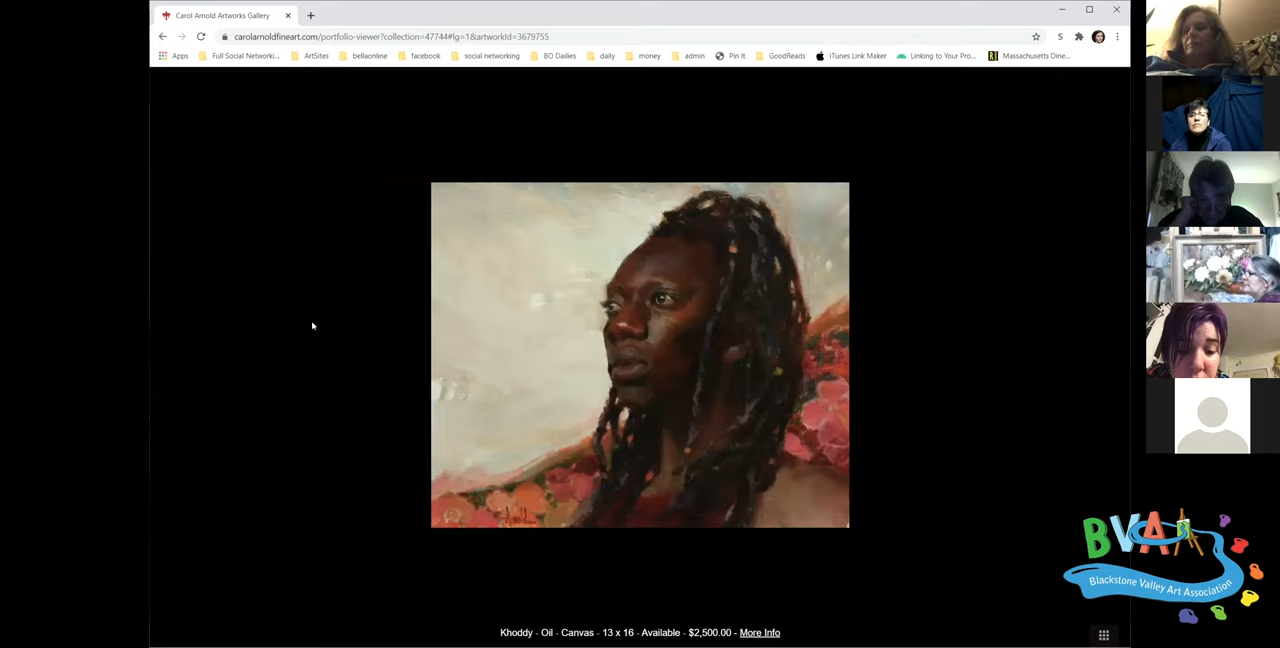 Carol Arnold Artworks Gallery
carolarnoldfineart.com/portfolio-viewer?collection=47744#lg=1&artworkId=3679755
Apps Full Social Networki... ArtSites bellaonline facebook social networking BO Dailies daily money admin Pin It GoodReads iTunes Link Maker Linking to Your Pro... Massachusetts Dine...
BVAA
Blackstone Valley Art Association
Khoddy - Oil - Canvas - 13 x 16 - Available - $2,500.00 - More Info